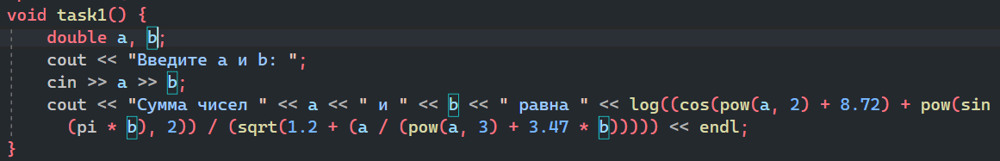 void task1() {
double a, b;
cout << "Введите a и b: ";
cin >> a >> b;
cout << "Сумма чисел " << a << " и " << b << " равна " << log((cos(pow(a, 2) + 8.72) + pow(sin
(pi * b), 2)) / (sqrt(1.2 + (a / (pow(a, 3) + 3.47 * b))))) << endl;
}